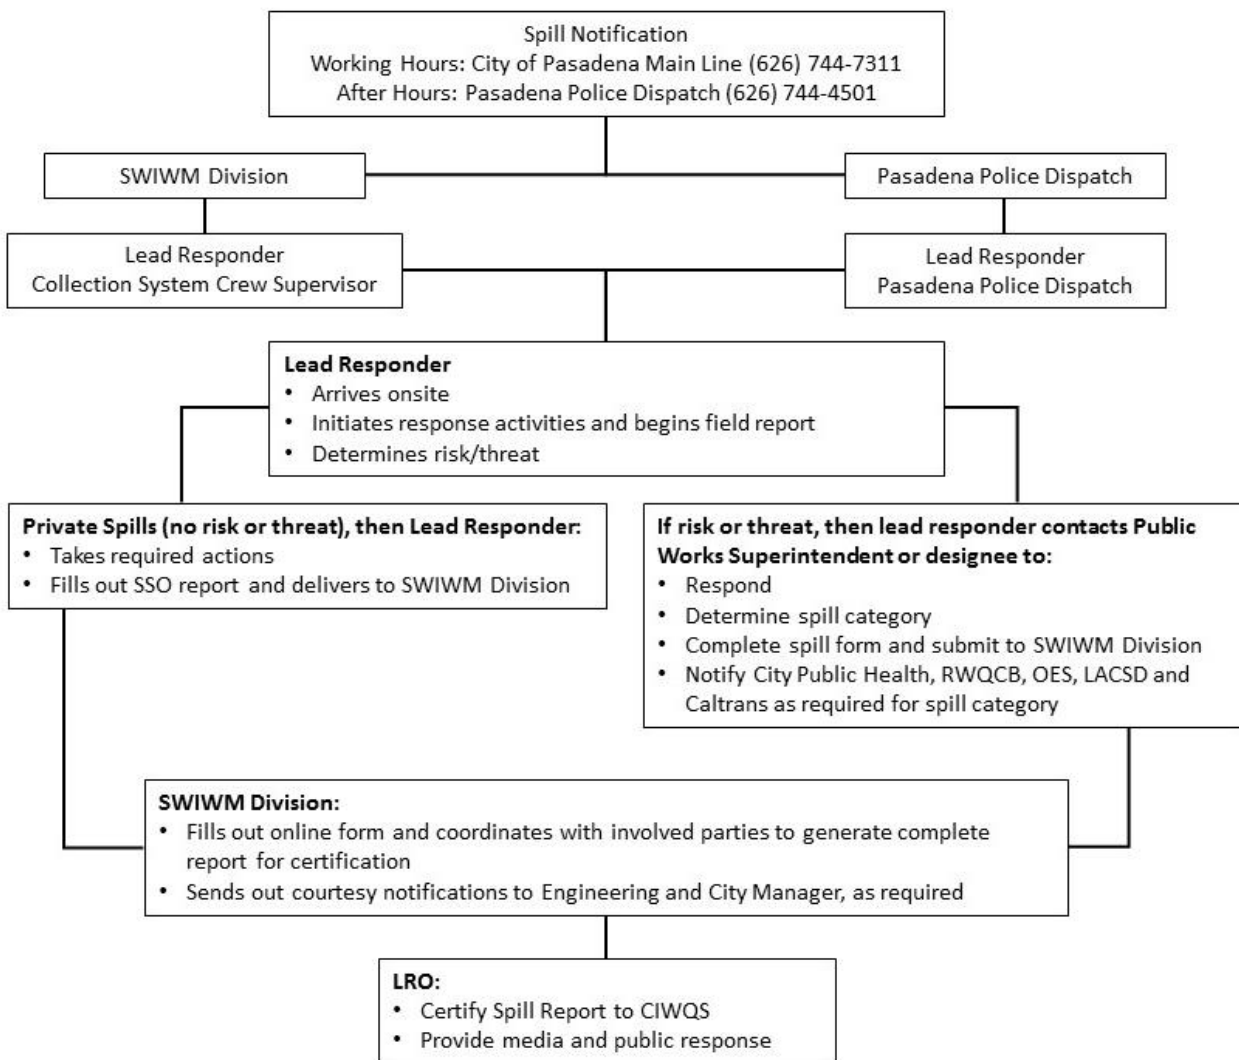 Spill Notification
Working Hours: City of Pasadena Main Line (626) 744-7311
After Hours: Pasadena Police Dispatch (626) 744-4501
SWIWM Division
Pasadena Police Dispatch
Lead Responder
Collection System Crew Supervisor
Lead Responder
Pasadena Police Dispatch
Lead Responder
• Arrives onsite
• Initiates response activities and begins field report
• Determines risk/threat
Private Spills (no risk or threat), then Lead Responder:
• Takes required actions
• Fills out SSO report and delivers to SWIWM Division
If risk or threat, then lead responder contacts Public
Works Superintendent or designee to:
• Respond
• Determine spill category
• Complete spill form and submit to SWIWM Division
• Notify City Public Health, RWQCB, OES, LACSD and
Caltrans as required for spill category
SWIWM Division:
• Fills out online form and coordinates with involved parties to generate complete
report for certification
• Sends out courtesy notifications to Engineering and City Manager, as required
LRO:
• Certify Spill Report to CIWQS
• Provide media and public response